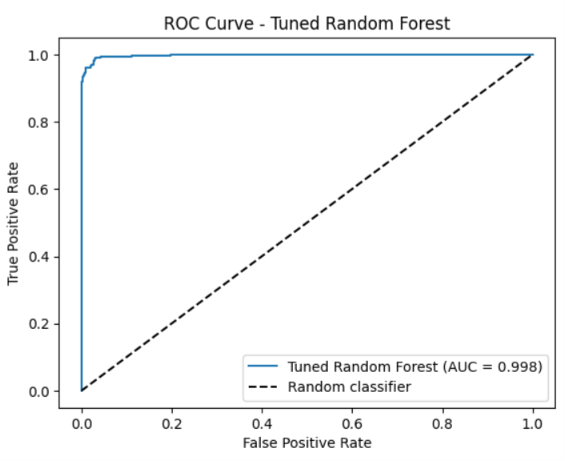 ROC Curve - Tuned Random Forest
True Positive Rate
1.0
0.8
0.6
0.4
0.2
0.0
Tuned Random Forest (AUC = 0.998)
Random classifier
0.0 0.2 0.4 0.6 0.8 1.0
False Positive Rate